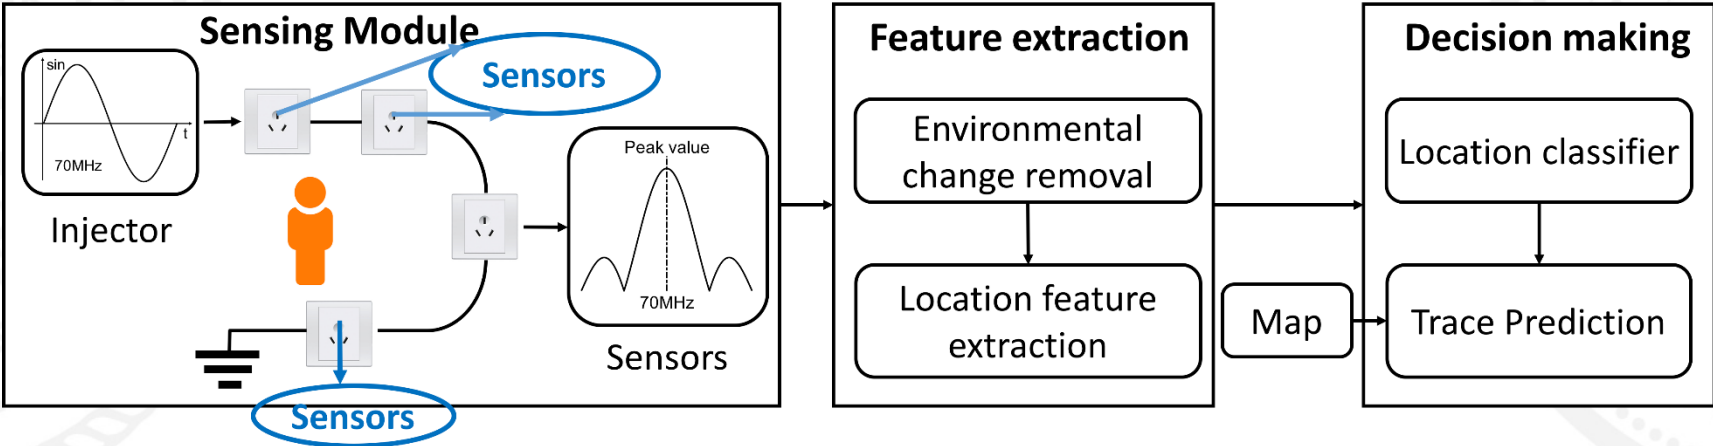 Sensing Module
sin
t
70MHz
Injector
Sensors
Peak value
70MHz
Sensors
Sensors
Feature extraction
Environmental
change removal
Location feature
extraction
Map
Decision making
Location classifier
Trace Prediction